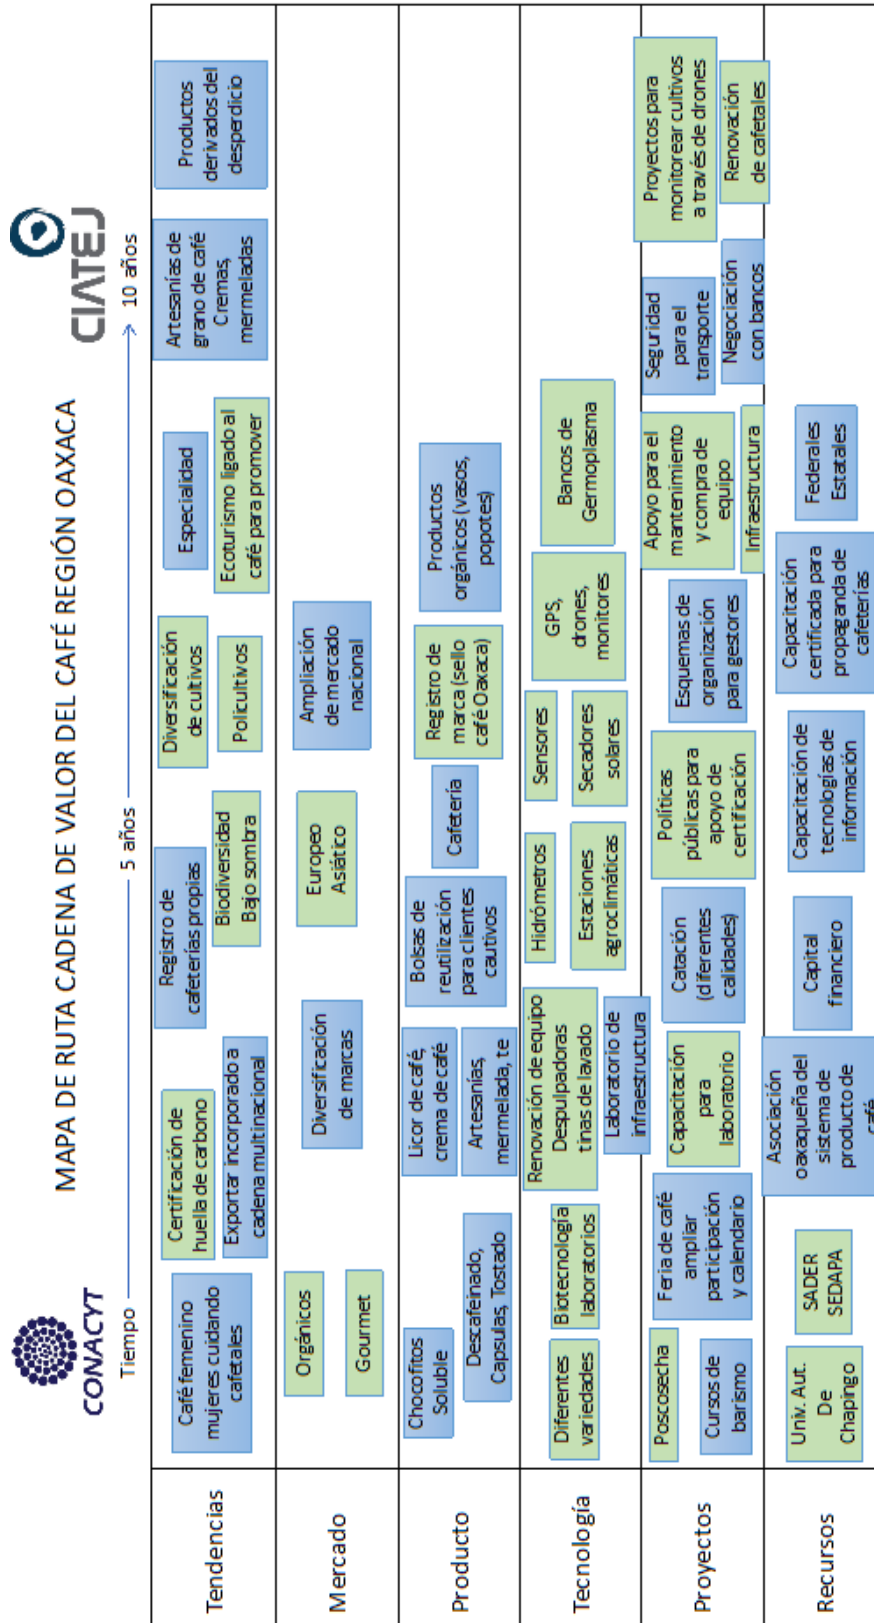 CONACYT
MAPA DE RUTA CADENA DE VALOR DEL CAFÉ REGIÓN OAXACA
CIATEJ
Tiempo
5 años
10 años
Tendencias
Café femenino
mujeres cuidando
cafetales
Certificación de
huella de carbono
Exportar incorporado a
cadena multinacional
Registro de
cafeterías propias
Biodiversidad
Bajo sombra
Diversificación
de cultivos
Policultivos
Especialidad
Ecoturismo ligado al
café para promover
Artesanías de
grano de café
Cremas,
mermeladas
Productos
derivados del
desperdicio
Mercado
Orgánicos
Gourmet
Diversificación
de marcas
Europeo
Asiático
Ampliación
de mercado
nacional
Producto
Chocofitos
Soluble
Descafeinado,
Capsulas, Tostado
Licor de café,
crema de café
Artesanías,
mermelada, te
Bolsas de
reutilización
para clientes
cautivos
Cafetería
Registro de
marca (sello
café Oaxaca)
Productos
orgánicos (vasos,
popotes)
Tecnología
Diferentes
variedades
Biotecnología
laboratorios
Renovación de equipo
Despulpadoras
tinas de lavado
Laboratorio de
infraestructura
Hidrómetros
Estaciones
agroclimáticas
Sensores
Secadores
solares
GPS,
drones,
monitores
Bancos de
Germoplasma
Proyectos
Poscosecha
Cursos de
barismo
Feria de café
ampliar
participación
y calendario
Capacitación
para
laboratorio
Catación
(diferentes
calidades)
Políticas
públicas para
apoyo de
certificación
Esquemas de
organización
para gestores
Apoyo para el
mantenimiento
y compra de
equipo
Infraestructura
Seguridad
para el
transporte
Negociación
con bancos
Proyectos para
monitorear cultivos
a través de drones
Renovación
de cafetales
Recursos
Univ. Aut.
De
Chapingo
SADER
SEDAPA
Asociación
oaxaqueña del
sistema de
producto de
café
Capital
financiero
Capacitación de
tecnologías de
información
Capacitación
certificada para
propaganda de
cafeterías
Federales
Estatales